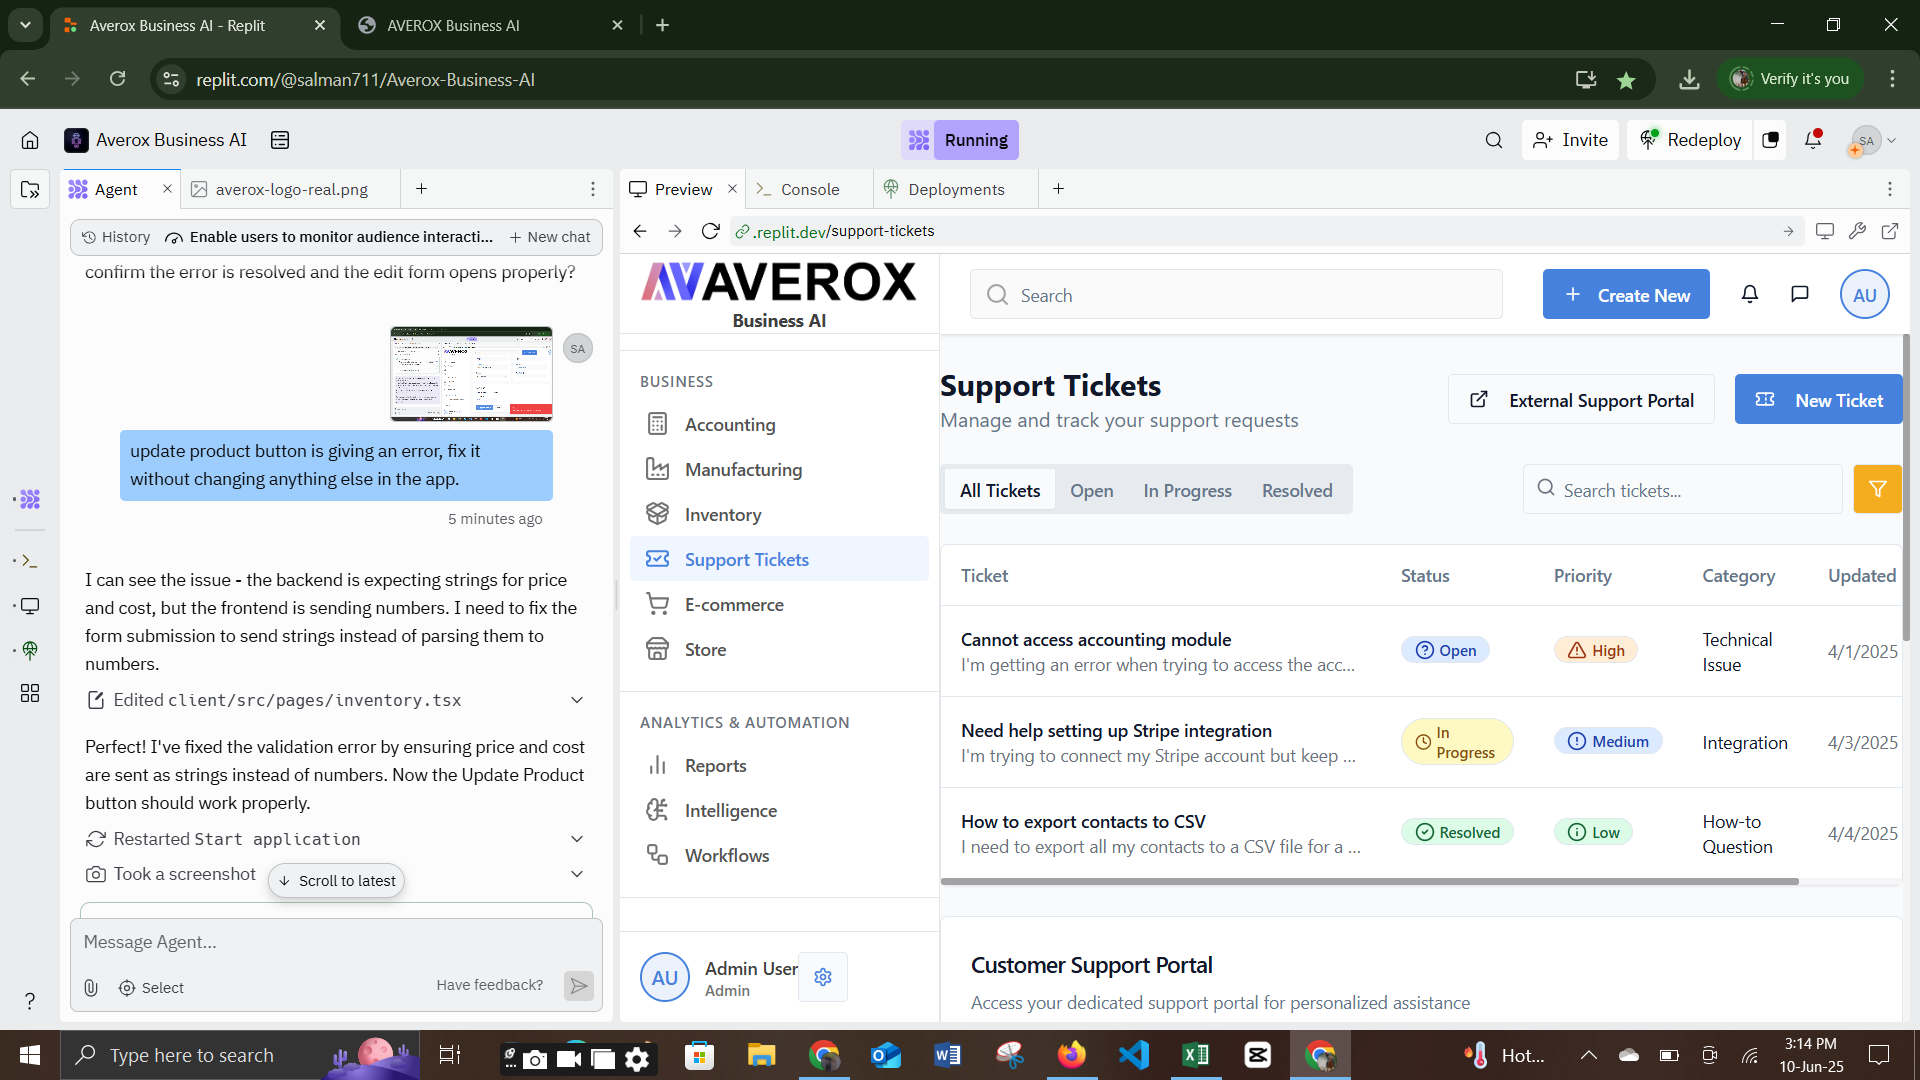 Averox Business AI - Replit
AVEROX Business AI
replit.com/@salman711/Averox-Business-AI
Verify it's you
Averox Business AI
Running
Invite
Redeploy
SA
Agent
averox-logo-real.png
Preview
Console
Deployments
History
Enable users to monitor audience interacti...
New chat
.replit.dev/support-tickets
confirm the error is resolved and the edit form opens properly?
SA
update product button is giving an error, fix it
without changing anything else in the app.
5 minutes ago
I can see the issue - the backend is expecting strings for price
and cost, but the frontend is sending numbers. I need to fix the
form submission to send strings instead of parsing them to
numbers.
Edited client/src/pages/inventory.tsx
Perfect! I've fixed the validation error by ensuring price and cost
are sent as strings instead of numbers. Now the Update Product
button should work properly.
Restarted Start application
Took a screenshot
Scroll to latest
Message Agent...
Select
Have feedback?
AVEROX
Business AI
BUSINESS
Accounting
Manufacturing
Inventory
Support Tickets
E-commerce
Store
ANALYTICS & AUTOMATION
Reports
Intelligence
Workflows
AU
Admin User
Admin
Search
Create New
AU
Support Tickets
Manage and track your support requests
External Support Portal
New Ticket
All Tickets
Open
In Progress
Resolved
Search tickets...
Ticket
Status
Priority
Category
Updated
Cannot access accounting module
I'm getting an error when trying to access the acc...
Open
High
Technical
Issue
4/1/2025
Need help setting up Stripe integration
I'm trying to connect my Stripe account but keep ...
In
Progress
Medium
Integration
4/3/2025
How to export contacts to CSV
I need to export all my contacts to a CSV file for a ...
Resolved
Low
How-to
Question
4/4/2025
Customer Support Portal
Access your dedicated support portal for personalized assistance
Type here to search
Hot...
3:14 PM
10-Jun-25